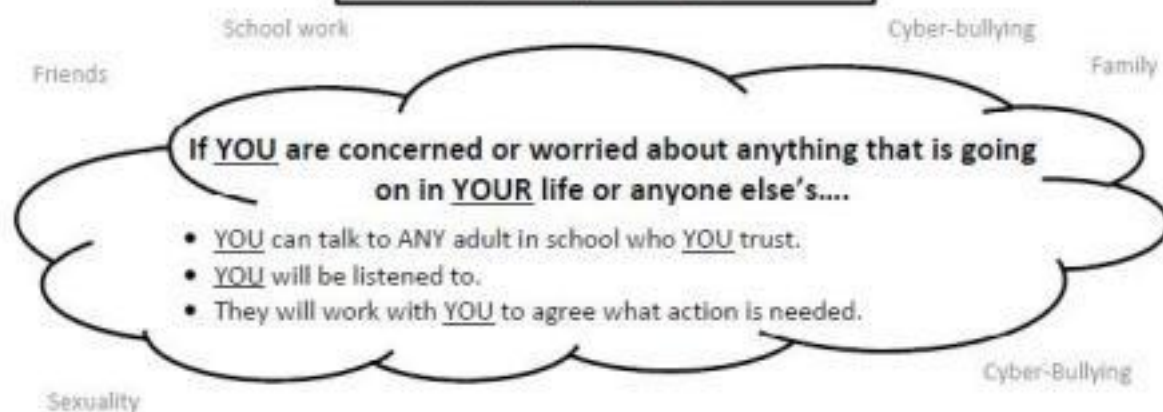 School work
Cyber-bullying
Friends
Family
If YOU are concerned or worried about anything that is going
on in YOUR life or anyone else's....
• YOU can talk to ANY adult in school who YOU trust.
• YOU will be listened to.
• They will work with YOU to agree what action is needed.
Cyber-Bullying
Sexuality